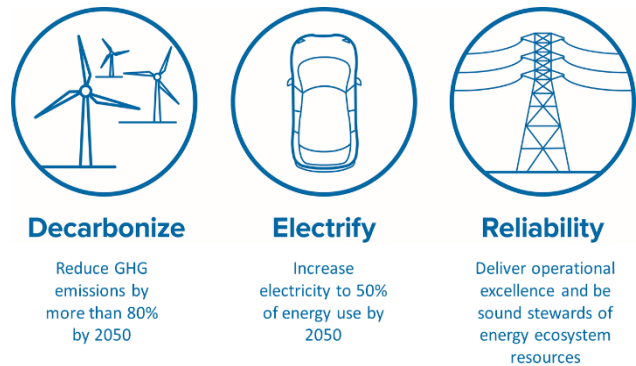 Decarbonize
Reduce GHG
emissions by
more than 80%
by 2050
Electrify
Increase
electricity to 50%
of energy use by
2050
Reliability
Deliver operational
excellence and be
sound stewards of
energy ecosystem
resources